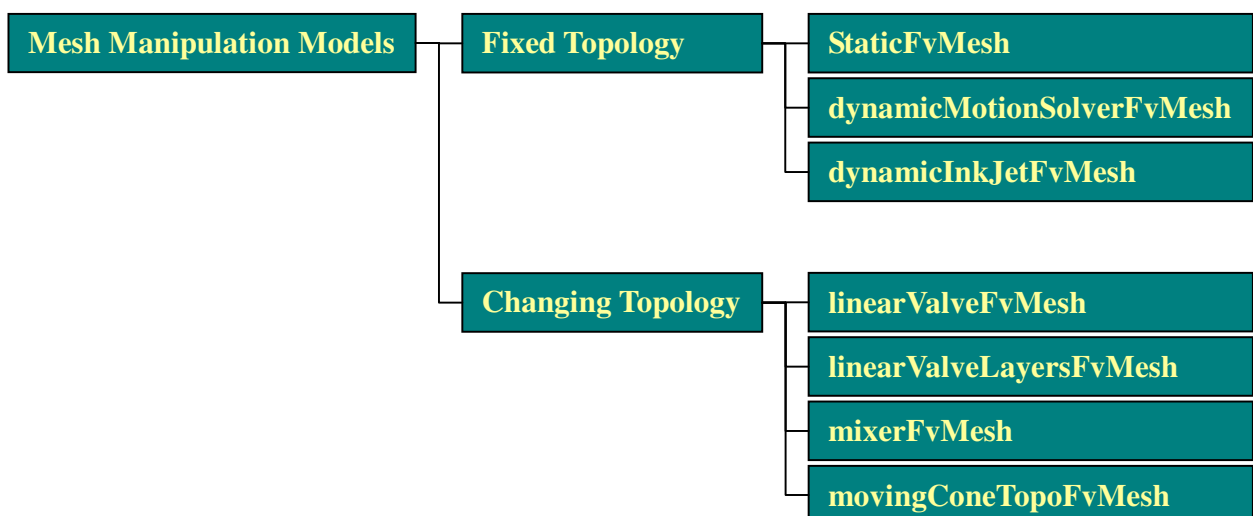 Mesh Manipulation Models
Fixed Topology
StaticFvMesh
dynamicMotionSolverFvMesh
dynamicInkJetFvMesh
Changing Topology
linearValveFvMesh
linearValveLayersFvMesh
mixerFvMesh
movingConeTopoFvMesh